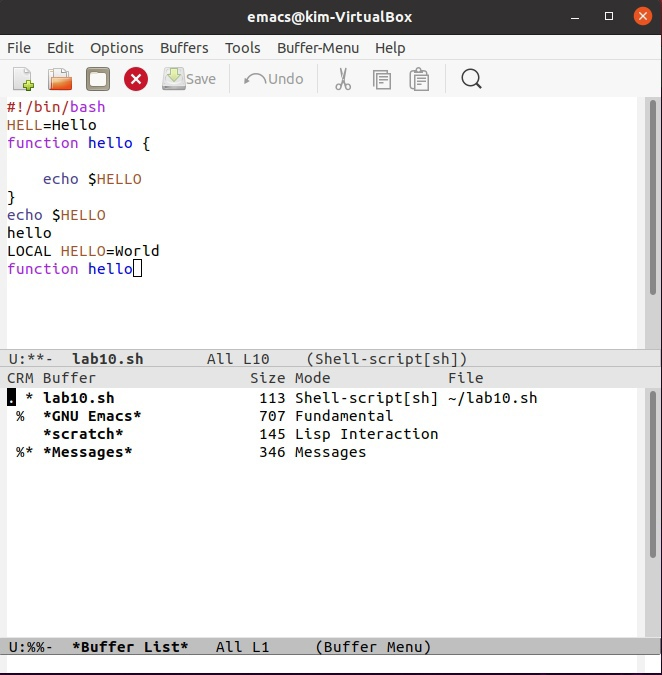 emacs@kim-VirtualBox
File Edit Options Buffers Tools Buffer-Menu Help
Save Undo
#!/bin/bash
HELL=Hello
function hello {
echo $HELLO
}
echo $HELLO
hello
LOCAL HELLO=World
function hello
U:**- lab10.sh All L10 (Shell-script[sh])
CRM Buffer Size Mode File
. * lab10.sh 113 Shell-script[sh] ~/lab10.sh
% *GNU Emacs* 707 Fundamental
*scratch* 145 Lisp Interaction
%* *Messages* 346 Messages
U:%%- *Buffer List* All L1 (Buffer Menu)